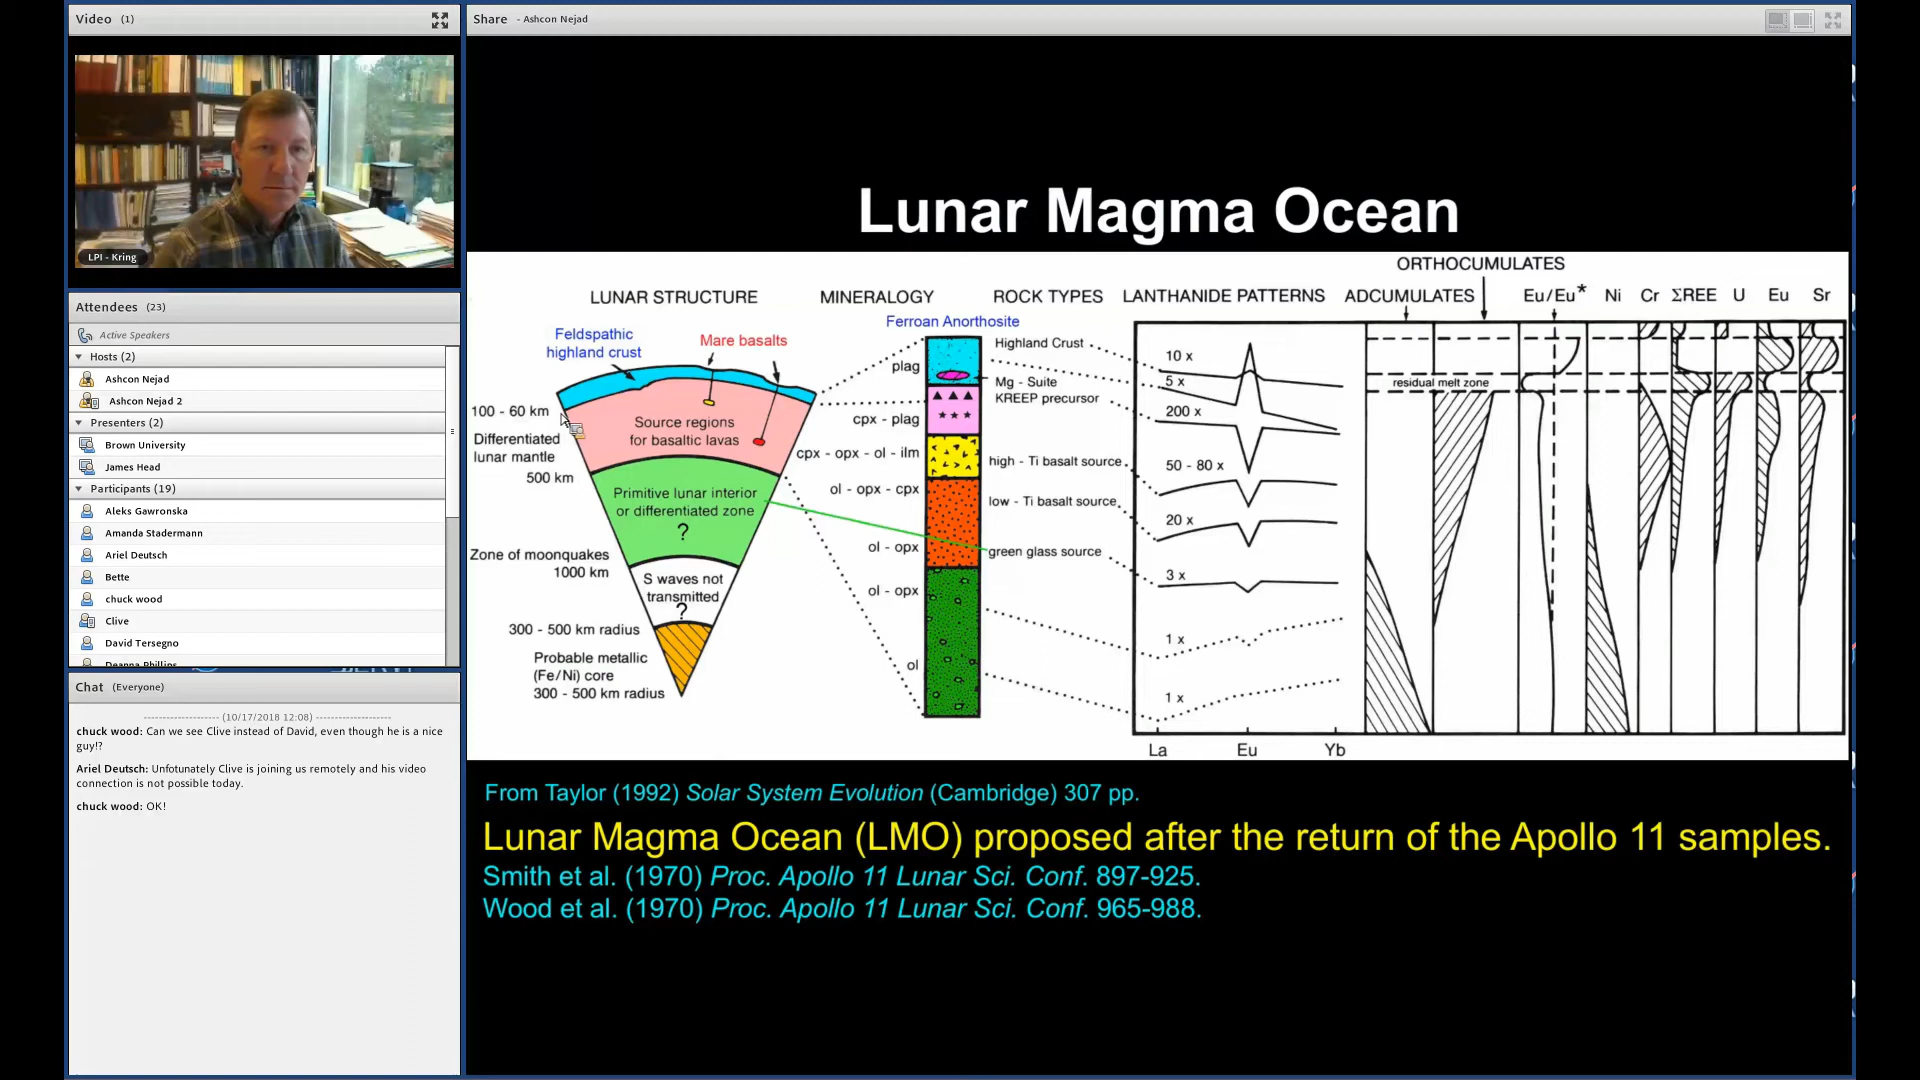 Video (1)
LPI - Kring
Attendees (23)
Active Speakers
Hosts (2)
Ashcon Nejad
Ashcon Nejad 2
Presenters (2)
Brown University
James Head
Participants (19)
Aleks Gawronska
Amanda Stadermann
Ariel Deutsch
Bette
chuck wood
Clive
David Tersegno
Deanna Phillips
Chat (Everyone)
-------------------- (10/17/2018 12:08) --------------------
chuck wood: Can we see Clive instead of David, even though he is a nice
guy!?
Ariel Deutsch: Unfotunately Clive is joining us remotely and his video
connection is not possible today.
chuck wood: OK!
Share - Ashcon Nejad
Lunar Magma Ocean
LUNAR STRUCTURE
Feldspathic
highland crust
Mare basalts
100 - 60 km
Differentiated
lunar mantle
500 km
Source regions
for basaltic lavas
Primitive lunar interior
or differentiated zone
?
Zone of moonquakes
1000 km
S waves not
transmitted
?
300 - 500 km radius
Probable metallic
(Fe/Ni) core
300 - 500 km radius
MINERALOGY
Ferroan Anorthosite
plag
cpx - plag
cpx - opx - ol - ilm
ol - opx - cpx
ol - opx
ol - opx
ol
ROCK TYPES
Highland Crust
Mg - Suite
KREEP precursor
high - Ti basalt source
low - Ti basalt source
green glass source
LANTHANIDE PATTERNS
10 x
5 x
200 x
50 - 80 x
20 x
3 x
1 x
1 x
La Eu Yb
ORTHOCUMULATES
ADCUMULATES Eu/Eu* Ni Cr ΣREE U Eu Sr
residual melt zone
From Taylor (1992) Solar System Evolution (Cambridge) 307 pp.
Lunar Magma Ocean (LMO) proposed after the return of the Apollo 11 samples.
Smith et al. (1970) Proc. Apollo 11 Lunar Sci. Conf. 897-925.
Wood et al. (1970) Proc. Apollo 11 Lunar Sci. Conf. 965-988.